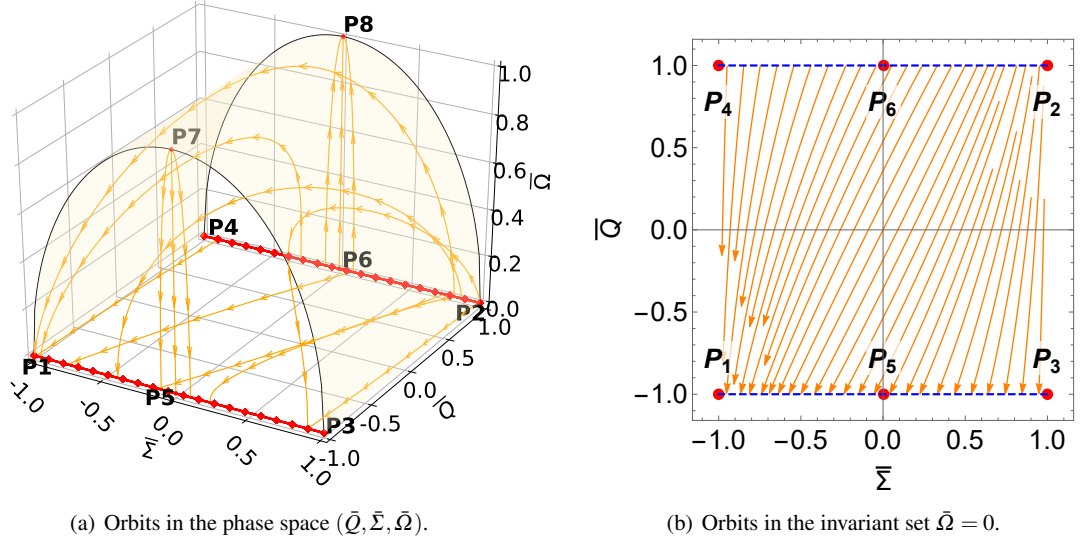 P8
1.0
0.8
P7
0.6
Ω̅
0.4
P4
0.2
P6
0.0
P2
1.0
P1
0.5
-1.0
0.0
Q̅
-0.5
P5
-0.5
0.0
P3
Σ̅
0.5
-1.0
1.0
(a) Orbits in the phase space (Q̄, Σ̄, Ω̄).
1.0
P₄ P₆ P₂
0.5
Q̅ 0.0
−0.5
P₁ P₅ P₃
−1.0
−1.0 −0.5 0.0 0.5 1.0
Σ̅
(b) Orbits in the invariant set Ω̄ = 0.